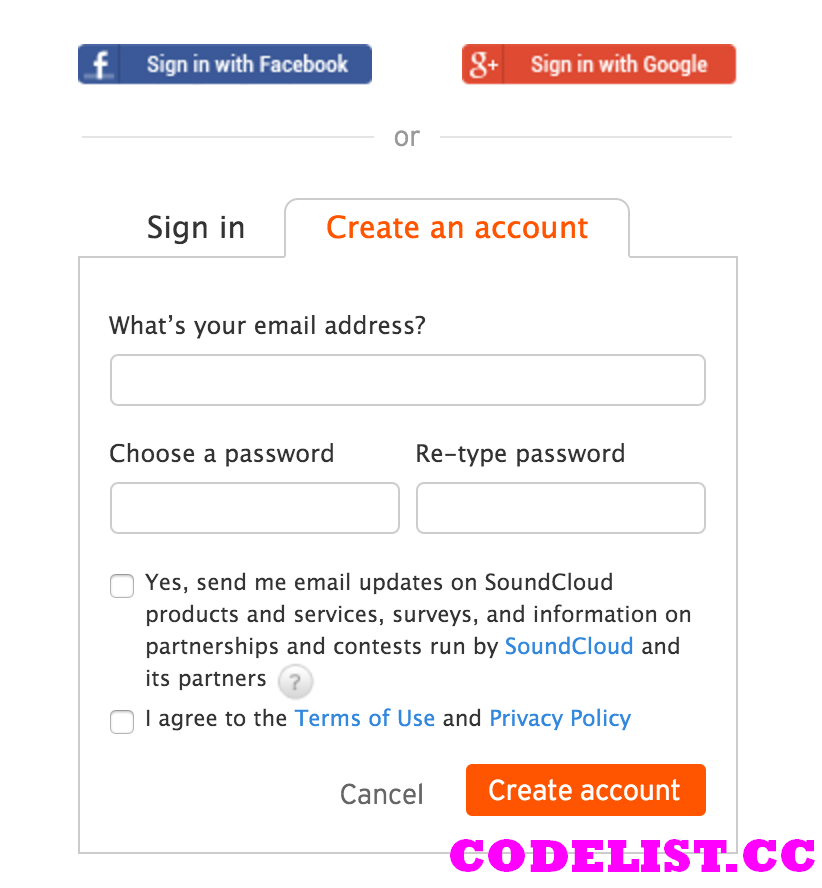 f Sign in with Facebook
g+ Sign in with Google
or
Sign in
Create an account
What’s your email address?
Choose a password
Re-type password
Yes, send me email updates on SoundCloud
products and services, surveys, and information on
partnerships and contests run by SoundCloud and
its partners ?
I agree to the Terms of Use and Privacy Policy
Cancel
Create account
CODELIST.CC